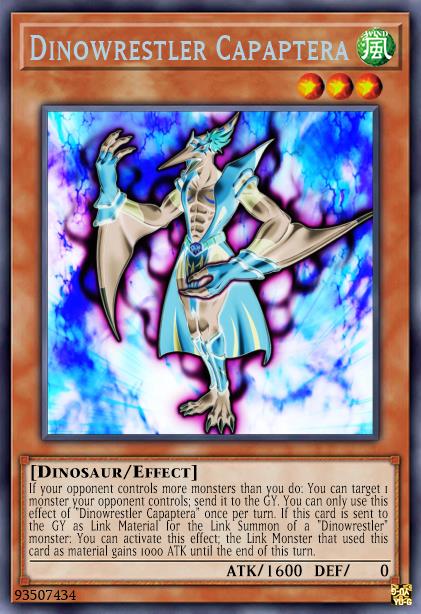 DINOWRESTLER CAPAPTERA
WIND
風
[DINOSAUR/EFFECT]
If your opponent controls more monsters than you do: You can target 1
monster your opponent controls; send it to the GY. You can only use this
effect of "Dinowrestler Capaptera" once per turn. If this card is sent to
the GY as Link Material for the Link Summon of a "Dinowrestler"
monster: You can activate this effect; the Link Monster that used this
card as material gains 1000 ATK until the end of this turn.
ATK/1600 DEF/ 0
93507434